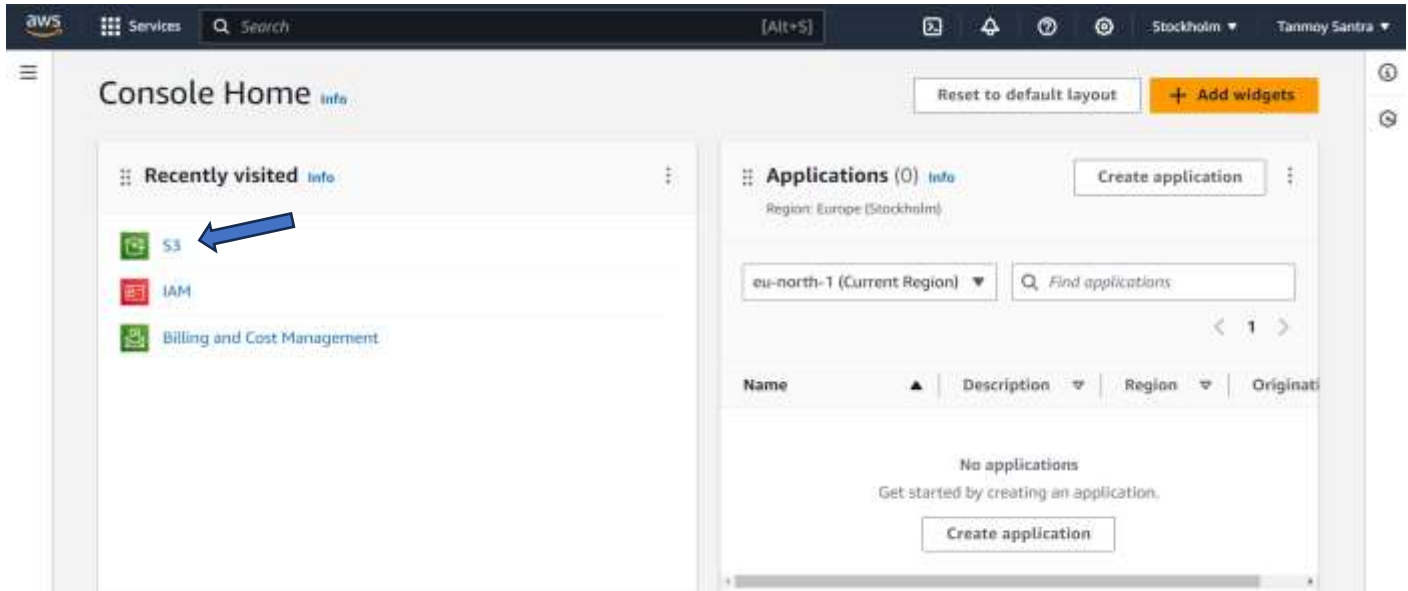 aws Services Search [Alt+S] Stockholm Tanmoy Santra
Console Home Info
Reset to default layout + Add widgets
Recently visited Info
S3
IAM
Billing and Cost Management
Applications (0) Info Create application
Region: Europe (Stockholm)
eu-north-1 (Current Region) Find applications
1
Name Description Region Originati
No applications
Get started by creating an application.
Create application